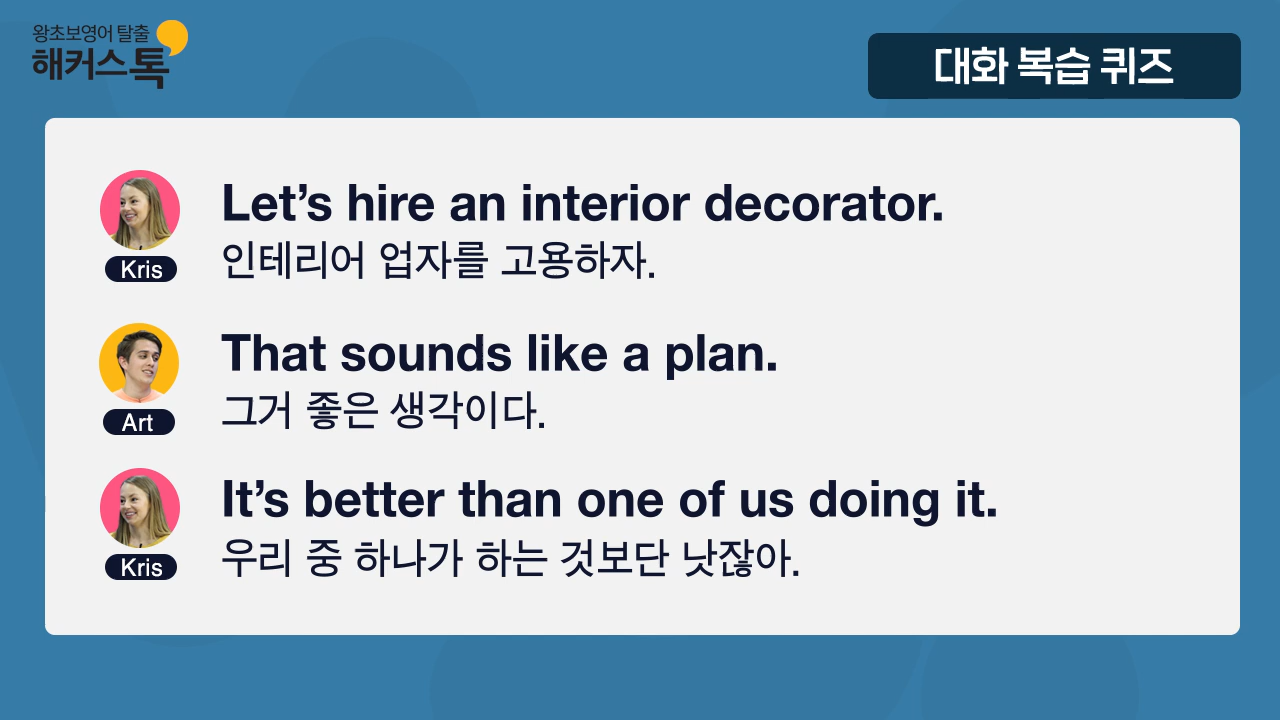 왕초보영어 탈출
해커스톡
대화 복습 퀴즈
Let's hire an interior decorator.
인테리어 업자를 고용하자.
Kris
That sounds like a plan.
그거 좋은 생각이다.
Art
It's better than one of us doing it.
우리 중 하나가 하는 것보단 낫잖아.
Kris